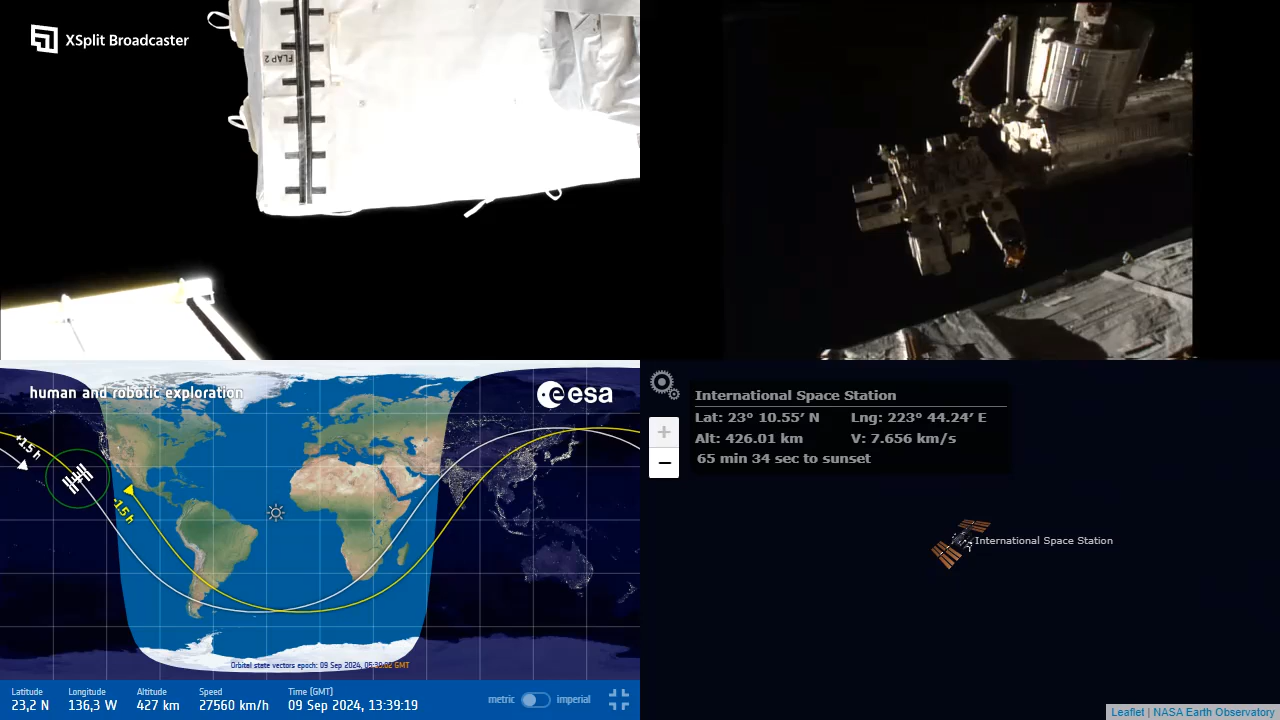 XSplit Broadcaster
FLAP 2
human and robotic exploration
esa
+1.5 h
-1.5 h
Orbital state vectors epoch: 09 Sep 2024, 05:30:02 GMT
Latitude
23,2 N
Longitude
136,3 W
Altitude
427 km
Speed
27560 km/h
Time (GMT)
09 Sep 2024, 13:39:19
metric
imperial
+
−
International Space Station
Lat: 23° 10.55′ N Lng: 223° 44.24′ E
Alt: 426.01 km V: 7.656 km/s
65 min 34 sec to sunset
International Space Station
Leaflet | NASA Earth Observatory